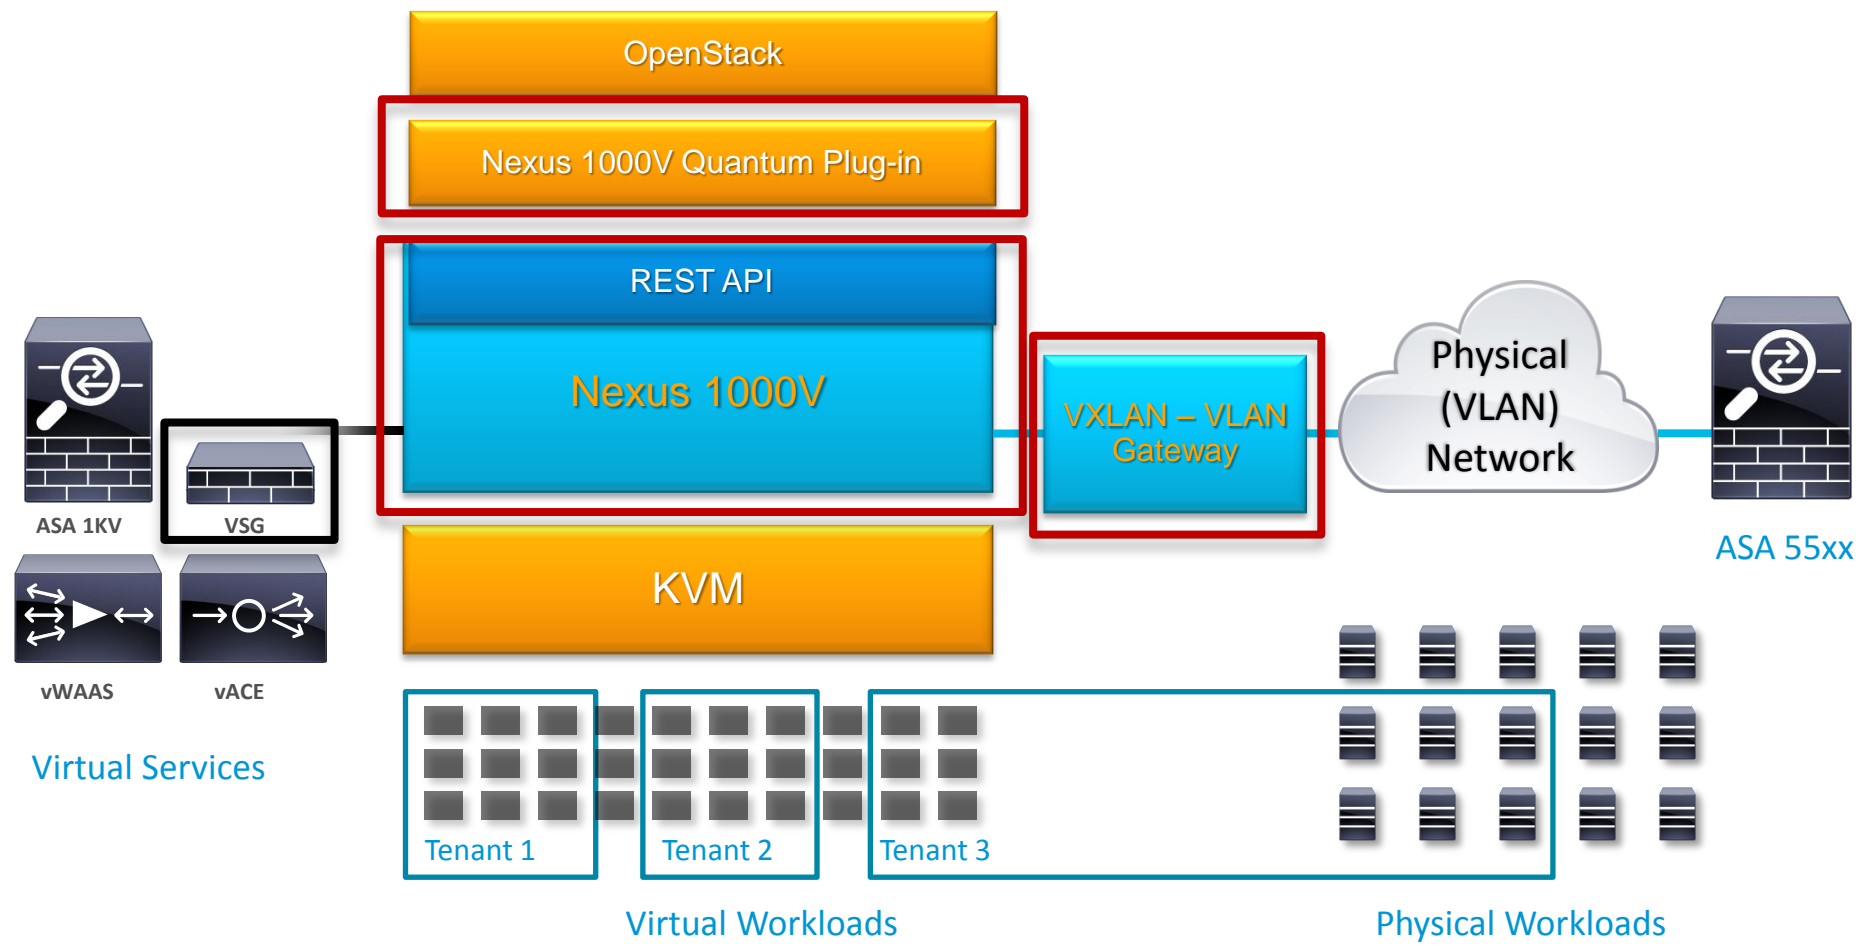 OpenStack
Nexus 1000V Quantum Plug-in
REST API
Nexus 1000V
VXLAN – VLAN
Gateway
Physical
(VLAN)
Network
ASA 1KV
VSG
ASA 55xx
KVM
vWAAS
vACE
Virtual Services
Tenant 1
Tenant 2
Tenant 3
Virtual Workloads
Physical Workloads